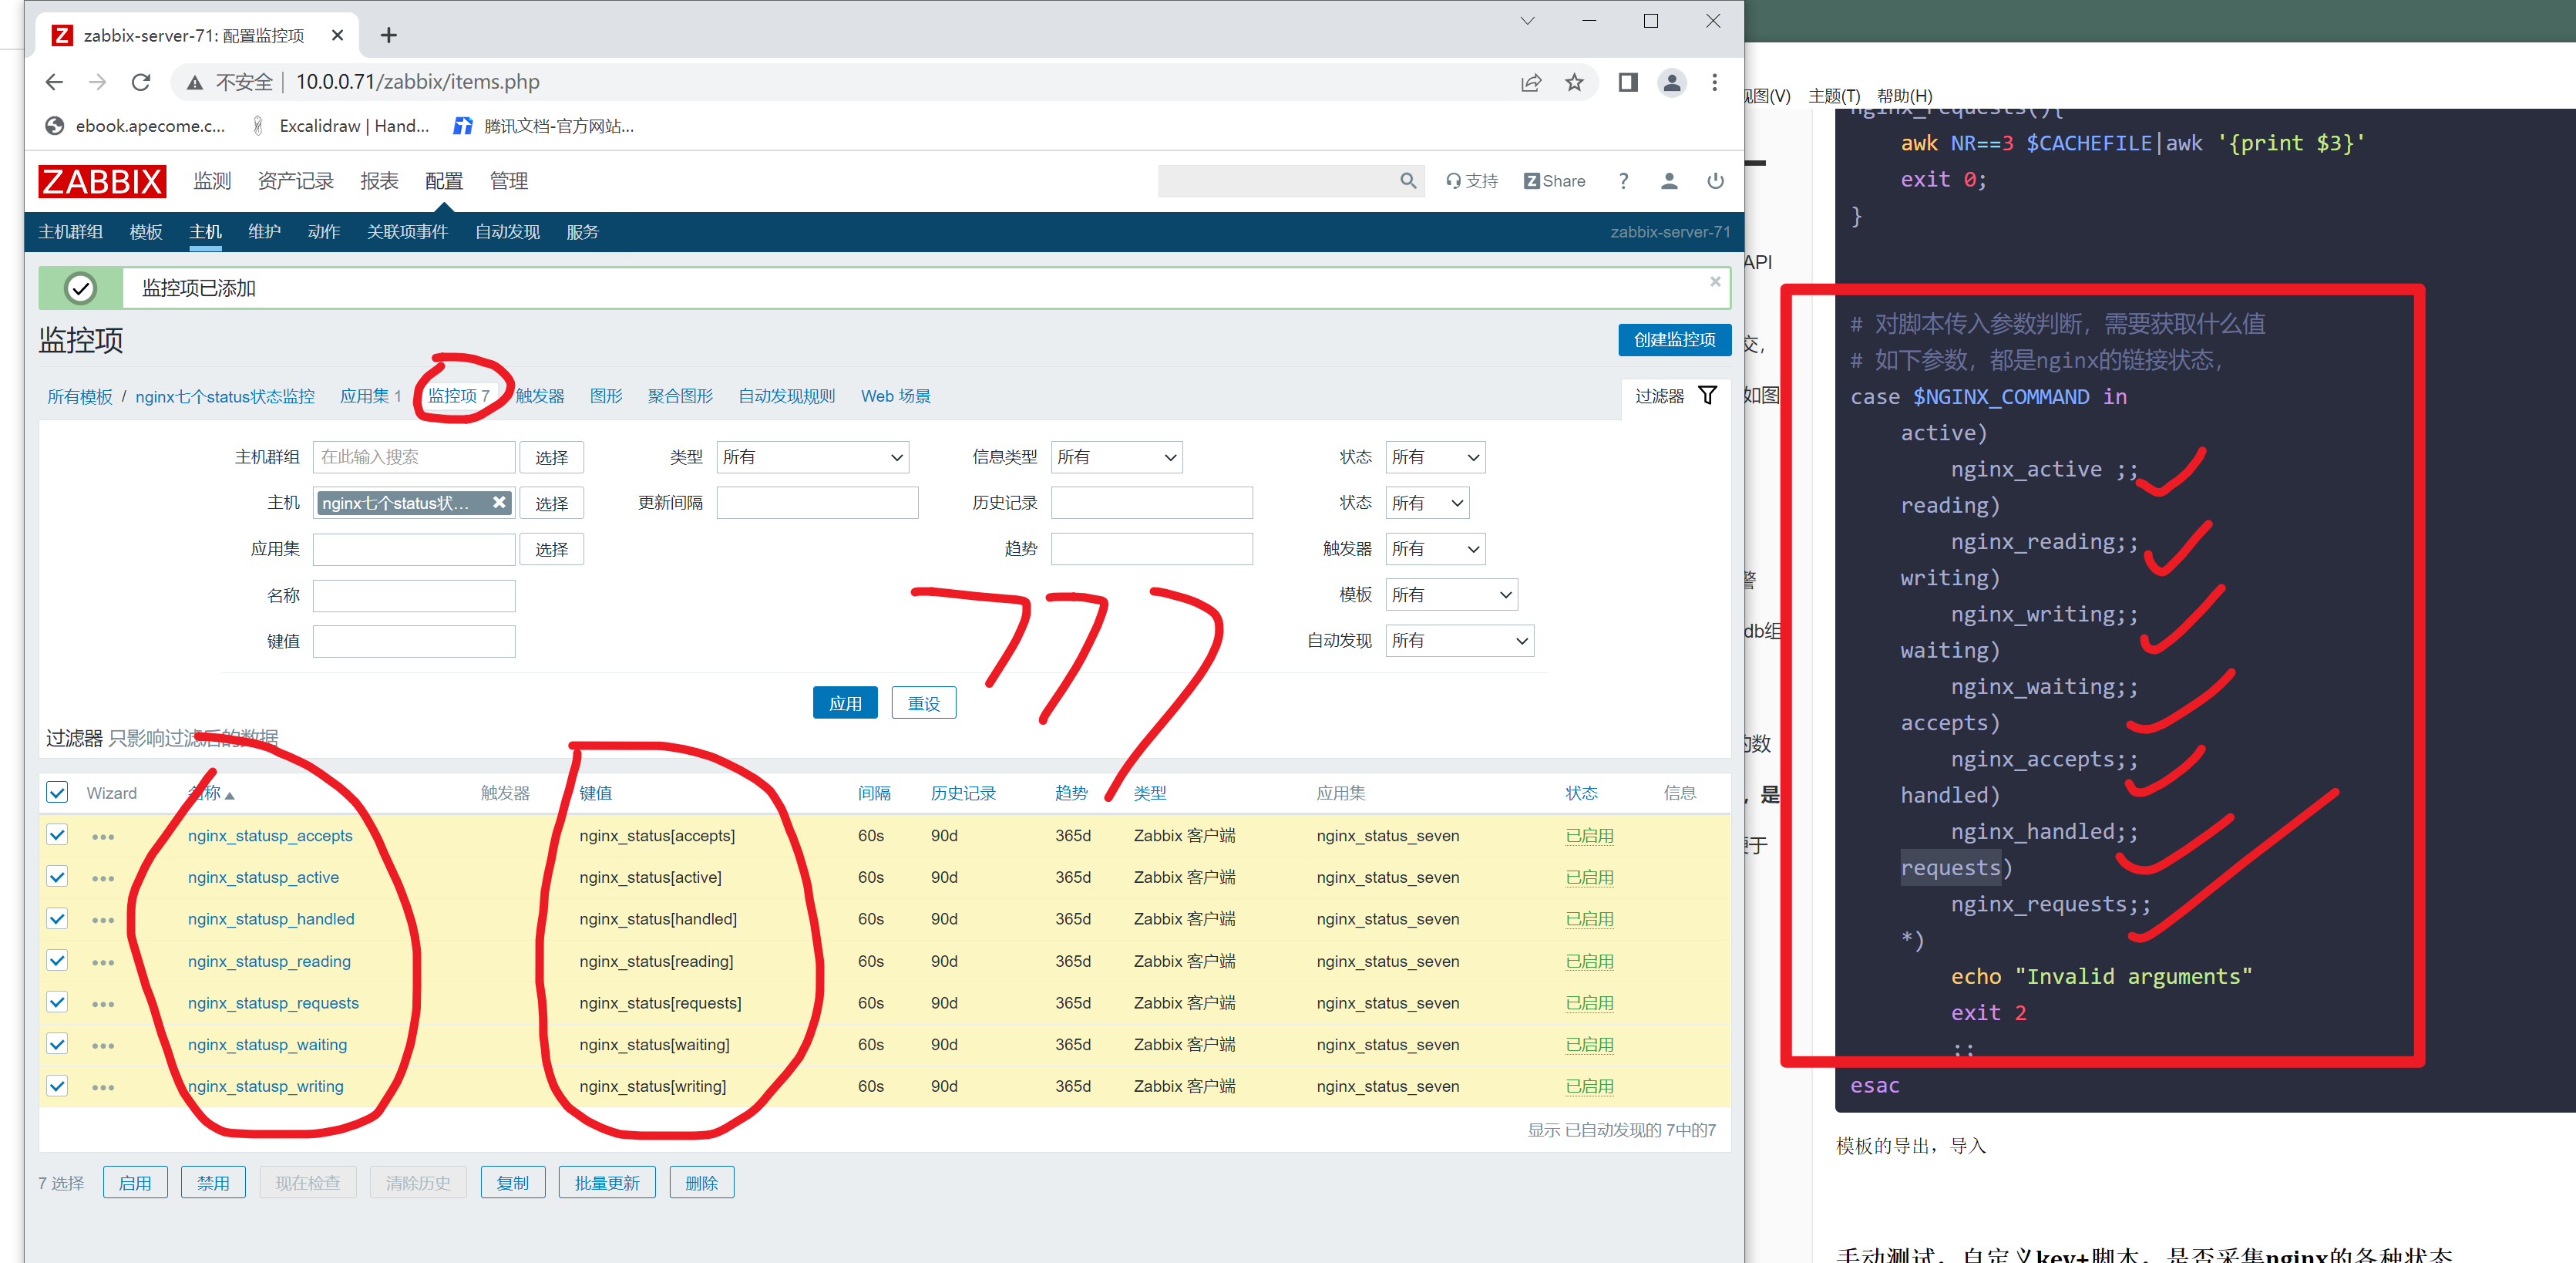 zabbix-server-71: 配置监控项
不安全 | 10.0.0.71/zabbix/items.php
ebook.apecome.c... Excalidraw | Hand... 腾讯文档-官方网站...
ZABBIX 监测 资产记录 报表 配置 管理 支持 Share ?
主机群组 模板 主机 维护 动作 关联项事件 自动发现 服务 zabbix-server-71
监控项已添加
监控项 创建监控项
所有模板 / nginx七个status状态监控 应用集 1 监控项 7 触发器 图形 聚合图形 自动发现规则 Web 场景 过滤器
主机群组 在此输入搜索 选择 类型 所有 信息类型 所有 状态 所有
主机 nginx七个status状... 选择 更新间隔 历史记录 状态 所有
应用集 选择 趋势 触发器 所有
名称 模板 所有
键值 自动发现 所有
应用 重设
过滤器 只影响过滤后的数据
Wizard 名称 触发器 键值 间隔 历史记录 趋势 类型 应用集 状态 信息
nginx_statusp_accepts nginx_status[accepts] 60s 90d 365d Zabbix 客户端 nginx_status_seven 已启用
nginx_statusp_active nginx_status[active] 60s 90d 365d Zabbix 客户端 nginx_status_seven 已启用
nginx_statusp_handled nginx_status[handled] 60s 90d 365d Zabbix 客户端 nginx_status_seven 已启用
nginx_statusp_reading nginx_status[reading] 60s 90d 365d Zabbix 客户端 nginx_status_seven 已启用
nginx_statusp_requests nginx_status[requests] 60s 90d 365d Zabbix 客户端 nginx_status_seven 已启用
nginx_statusp_waiting nginx_status[waiting] 60s 90d 365d Zabbix 客户端 nginx_status_seven 已启用
nginx_statusp_writing nginx_status[writing] 60s 90d 365d Zabbix 客户端 nginx_status_seven 已启用
显示 已自动发现的 7中的7
7 选择 启用 禁用 现在检查 清除历史 复制 批量更新 删除
视图(V) 主题(T) 帮助(H)
API
交，
如图
警
db组
的数
，是
便于
nginx_requests(){
awk NR==3 $CACHEFILE|awk '{print $3}'
exit 0;
}
# 对脚本传入参数判断，需要获取什么值
# 如下参数，都是nginx的链接状态，
case $NGINX_COMMAND in
active)
nginx_active ;;
reading)
nginx_reading;;
writing)
nginx_writing;;
waiting)
nginx_waiting;;
accepts)
nginx_accepts;;
handled)
nginx_handled;;
requests)
nginx_requests;;
*)
echo "Invalid arguments"
exit 2
;;
esac
模板的导出，导入
手动测试，自定义key+脚本，是否采集nginx的各种状态